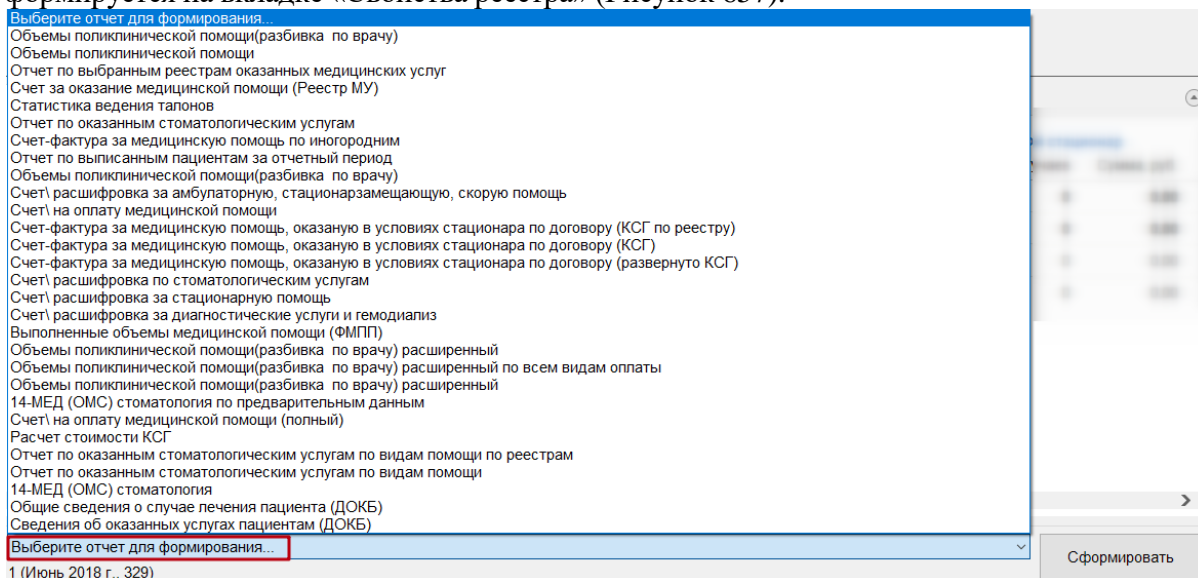 формируется на вкладке «Свойства реестра» (Рисунок 657).
Выберите отчет для формирования...
Объемы поликлинической помощи(разбивка  по врачу)
Объемы поликлинической помощи
Отчет по выбранным реестрам оказанных медицинских услуг
Счет за оказание медицинской помощи (Реестр МУ)
Статистика ведения талонов
Отчет по оказанным стоматологическим услугам
Счет-фактура за медицинскую помощь по иногородним
Отчет по выписанным пациентам за отчетный период
Объемы поликлинической помощи(разбивка  по врачу)
Счет\ расшифровка за амбулаторную, стационарзамещающую, скорую помощь
Счет\ на оплату медицинской помощи
Счет-фактура за медицинскую помощь, оказаную в условиях стационара по договору (КСГ по реестру)
Счет-фактура за медицинскую помощь, оказаную в условиях стационара по договору (КСГ)
Счет-фактура за медицинскую помощь, оказаную в условиях стационара по договору (развернуто КСГ)
Счет\ расшифровка по стоматологическим услугам
Счет\ расшифровка за стационарную помощь
Счет\ расшифровка за диагностические услуги и гемодиализ
Выполненные объемы медицинской помощи (ФМПП)
Объемы поликлинической помощи(разбивка  по врачу) расширенный
Объемы поликлинической помощи(разбивка  по врачу) расширенный по всем видам оплаты
Объемы поликлинической помощи(разбивка  по врачу) расширенный
14-МЕД (ОМС) стоматология по предварительным данным
Счет\ на оплату медицинской помощи (полный)
Расчет стоимости КСГ
Отчет по оказанным стоматологическим услугам по видам помощи по реестрам
Отчет по оказанным стоматологическим услугам по видам помощи
14-МЕД (ОМС) стоматология
Общие сведения о случае лечения пациента (ДОКБ)
Сведения об оказанных услугах пациентам (ДОКБ)
Выберите отчет для формирования...
Сформировать
1 (Июнь 2018 г., 329)